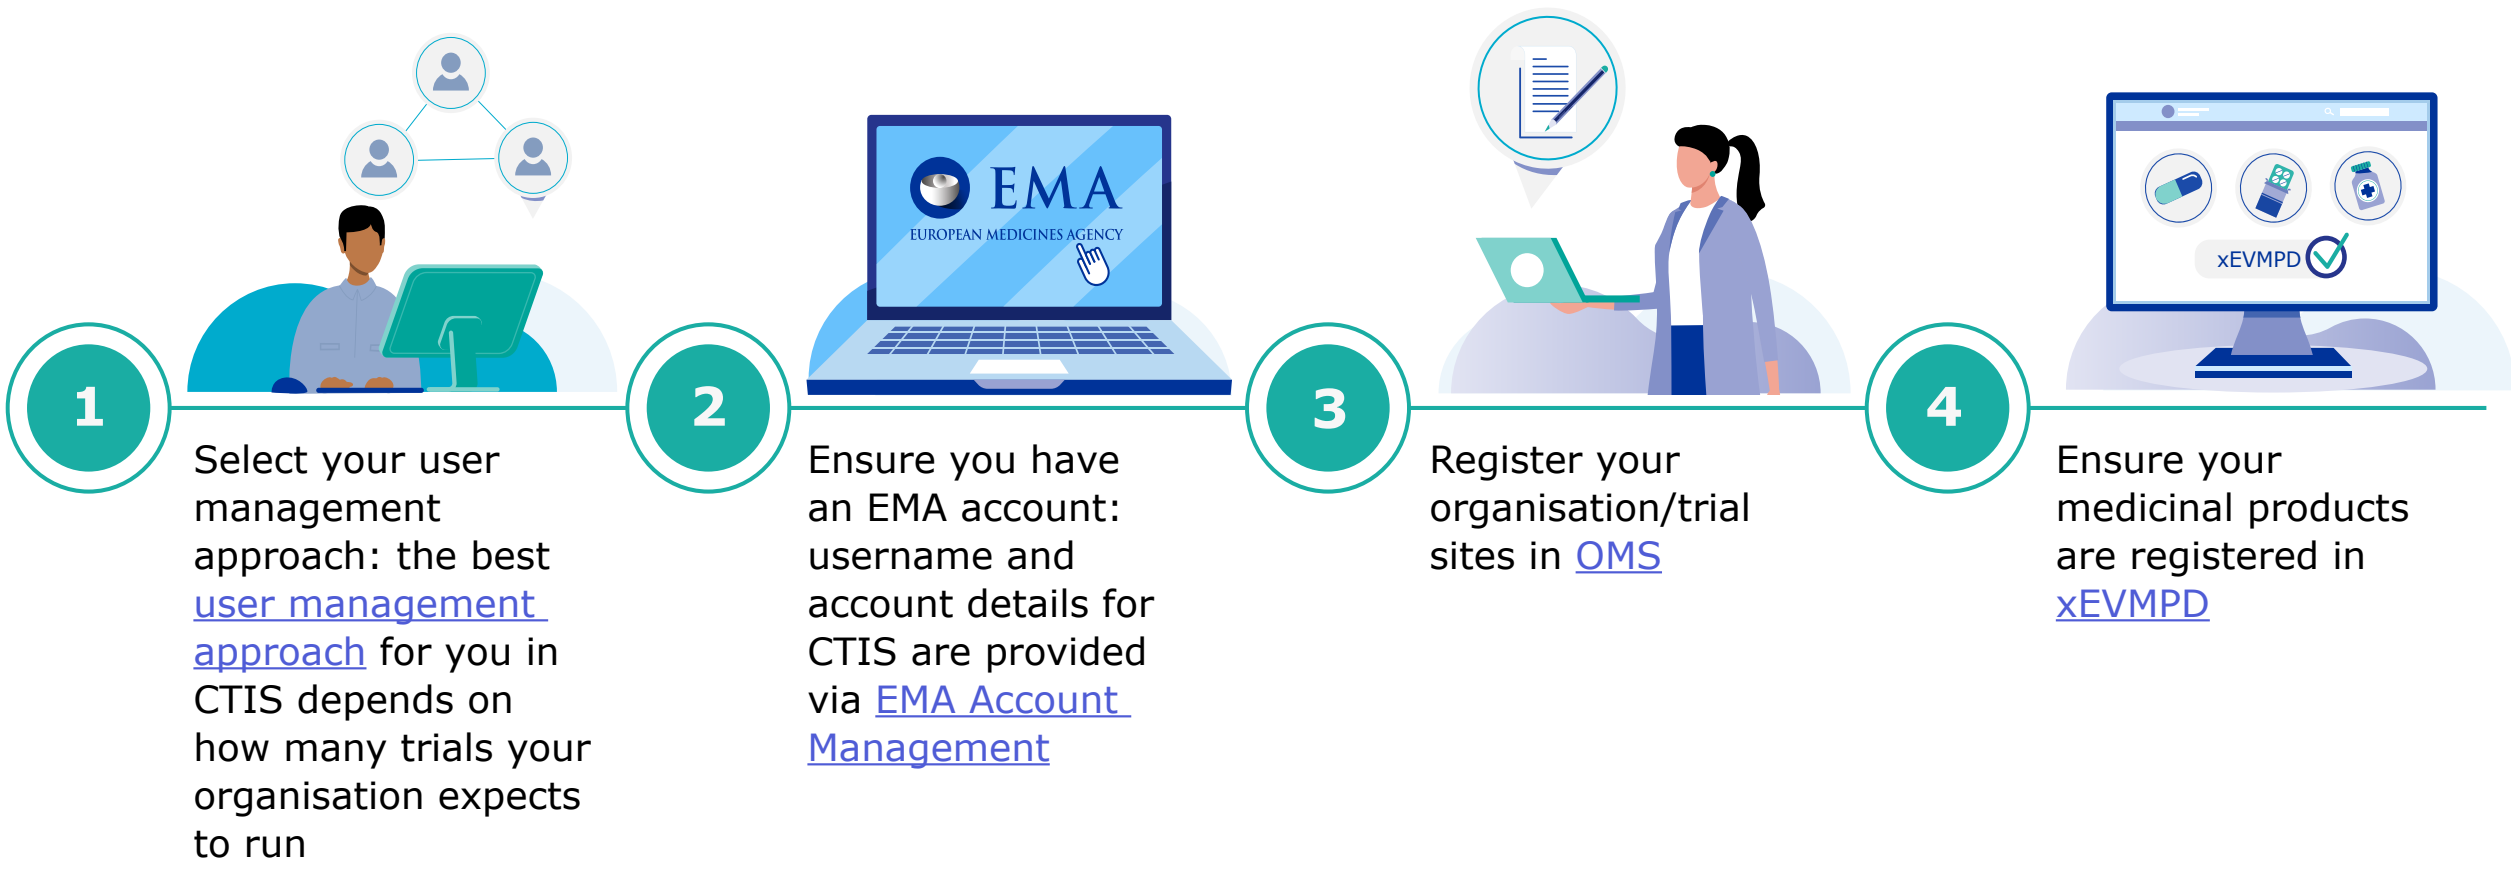 EMA
EUROPEAN MEDICINES AGENCY
xEVMPD
1
Select your user
management
approach: the best
user management
approach for you in
CTIS depends on
how many trials your
organisation expects
to run
2
Ensure you have
an EMA account:
username and
account details for
CTIS are provided
via EMA Account
Management
3
Register your
organisation/trial
sites in OMS
4
Ensure your
medicinal products
are registered in
xEVMPD